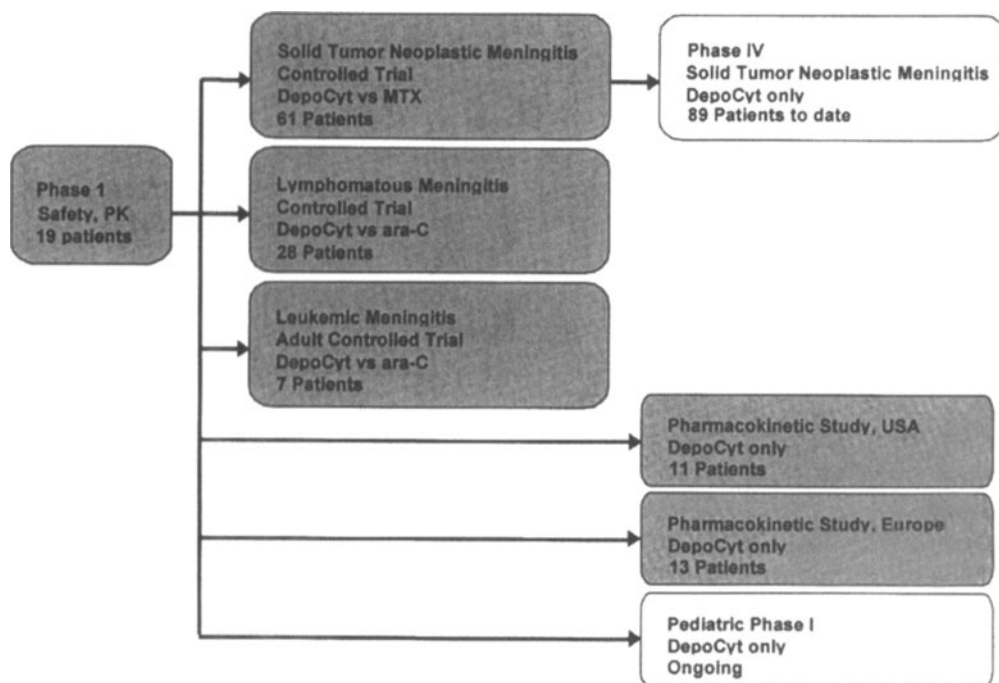 Solid Tumor Neoplastic Meningitis
Controlled Trial
DepoCyt vs MTX
61 Patients
Phase IV
Solid Tumor Neoplastic Meningitis
DepoCyt only
89 Patients to date
Phase 1
Safety, PK
19 patients
Lymphomatous Meningitis
Controlled Trial
DepoCyt vs ara-C
28 Patients
Leukemic Meningitis
Adult Controlled Trial
DepoCyt vs ara-C
7 Patients
Pharmacokinetic Study, USA
DepoCyt only
11 Patients
Pharmacokinetic Study, Europe
DepoCyt only
13 Patients
Pediatric Phase I
DepoCyt only
Ongoing